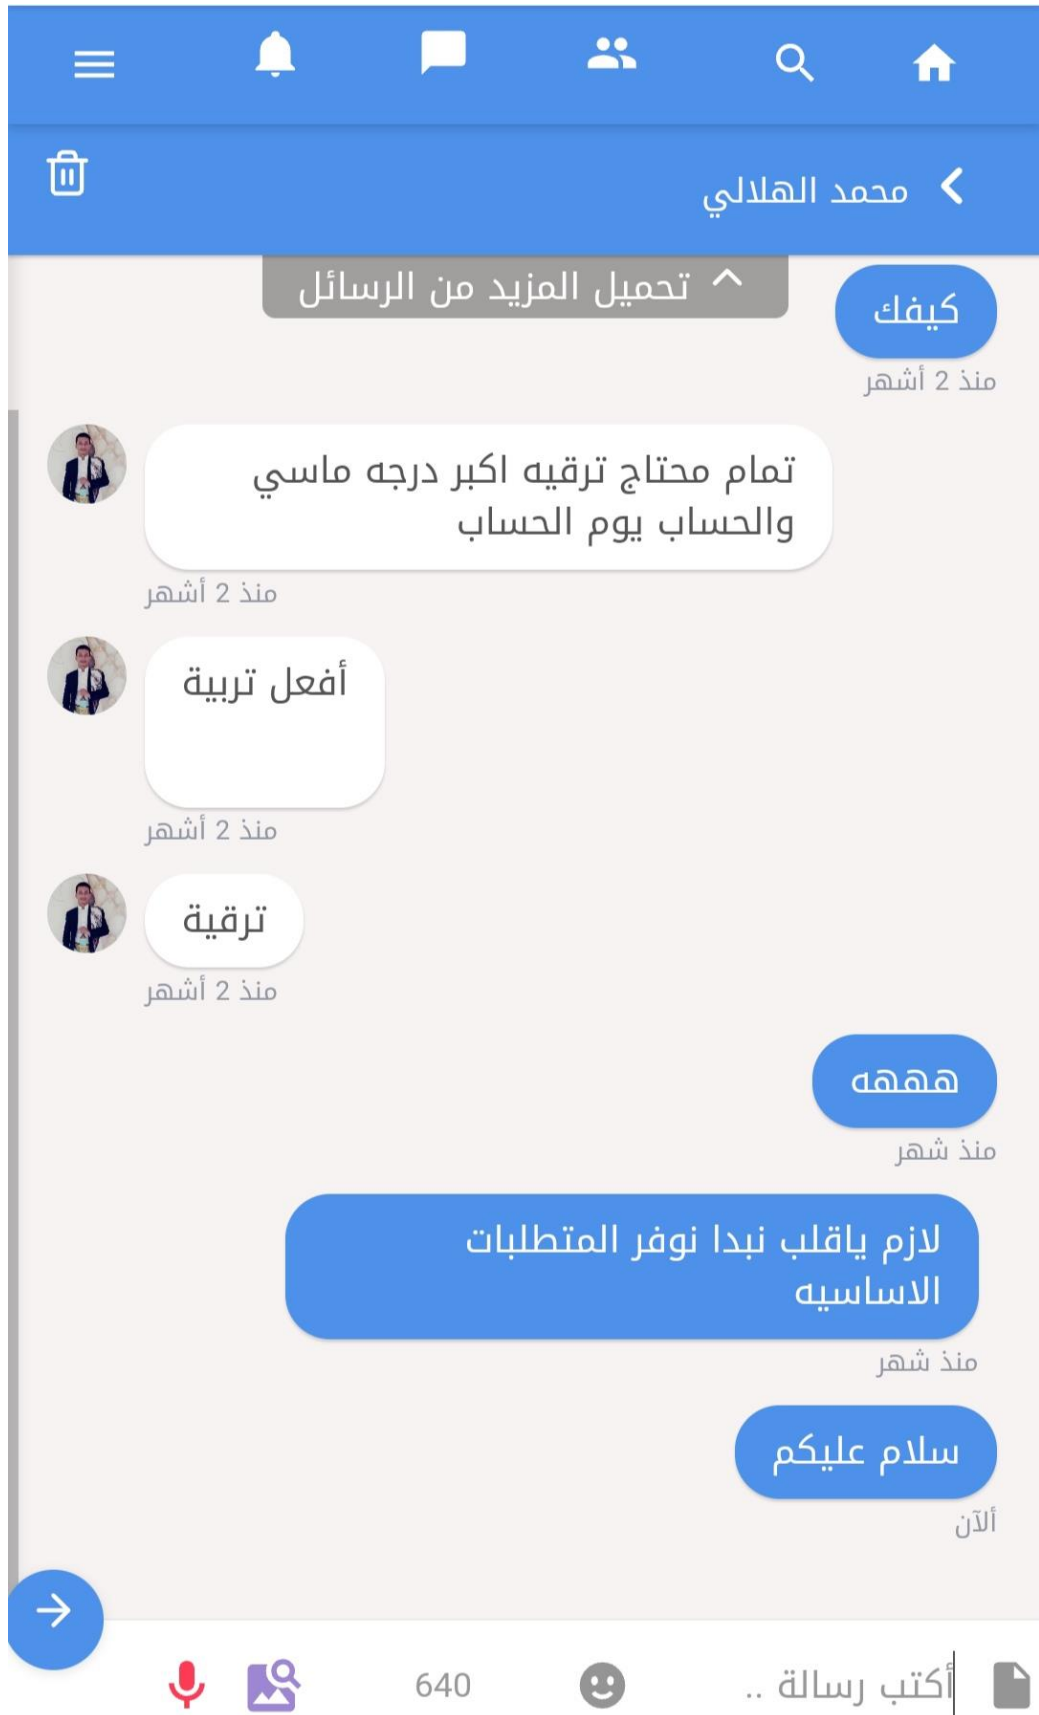 محمد الهلالي
تحميل المزيد من الرسائل
كيفك
منذ 2 أشهر
تمام محتاج ترقيه اكبر درجه ماسي
والحساب يوم الحساب
منذ 2 أشهر
أفعل تربية
منذ 2 أشهر
ترقية
منذ 2 أشهر
هههه
منذ شهر
لازم ياقلب نبدا نوفر المتطلبات
الاساسيه
منذ شهر
سلام عليكم
ألآن
أكتب رسالة ..
640